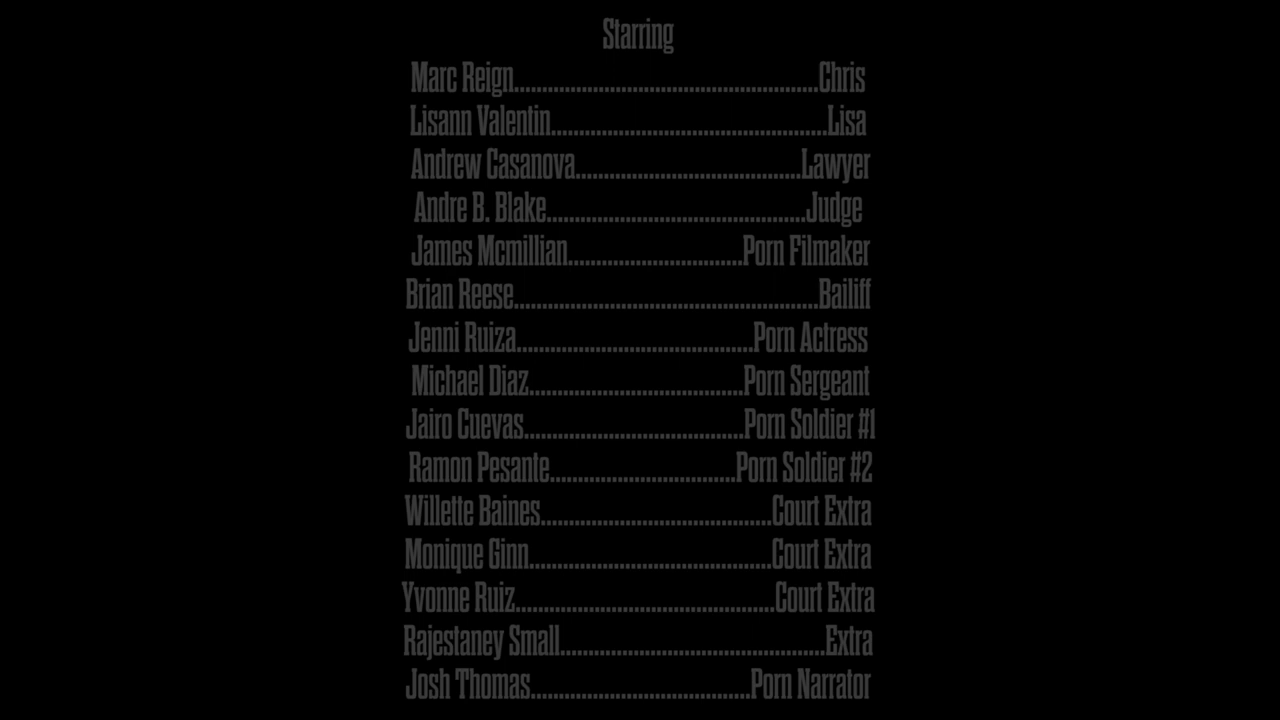 Starring
Marc Reign......................................................Chris
Lisann Valentin.................................................Lisa
Andrew Casanova........................................Lawyer
Andre B. Blake..............................................Judge
James Mcmillian...............................Porn Filmaker
Brian Reese......................................................Bailiff
Jenni Ruiza..........................................Porn Actress
Michael Diaz......................................Porn Sergeant
Jairo Cuevas.......................................Porn Soldier #1
Ramon Pesante.................................Porn Soldier #2
Willette Baines.........................................Court Extra
Monique Ginn...........................................Court Extra
Yvonne Ruiz..............................................Court Extra
Rajestaney Small...............................................Extra
Josh Thomas.......................................Porn Narrator